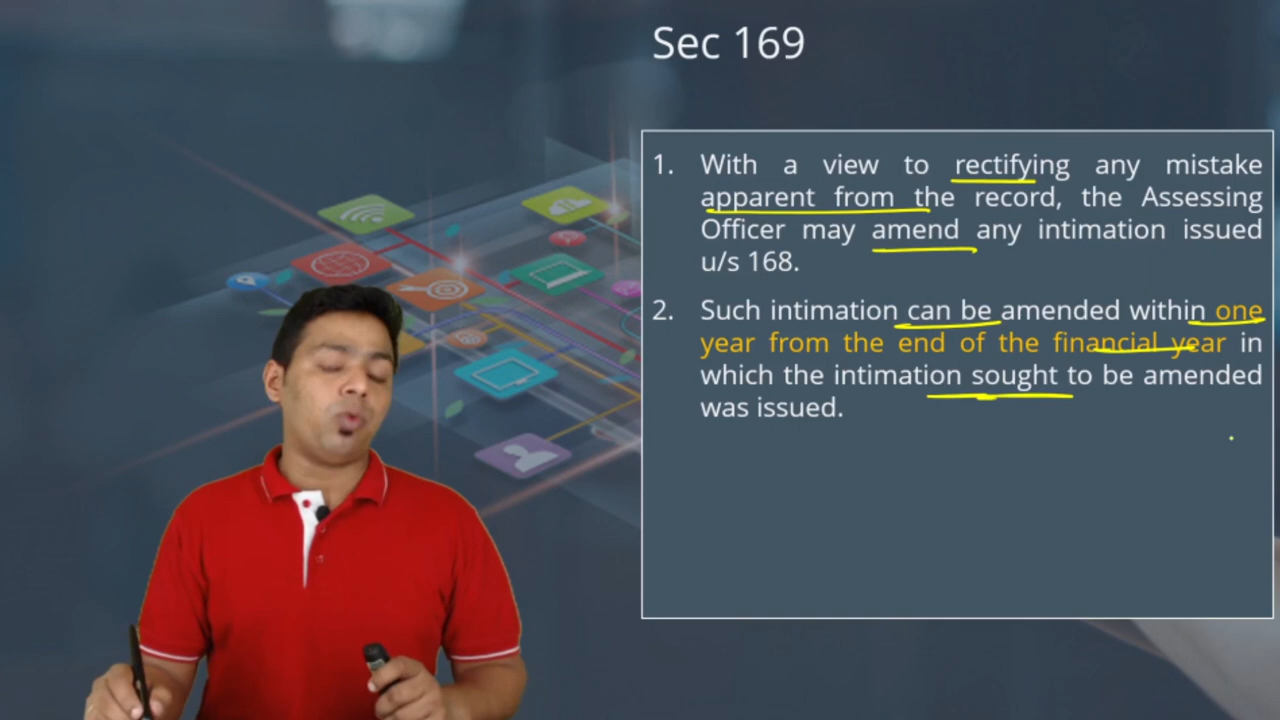 Sec 169
1. With a view to rectifying any mistake
apparent from the record, the Assessing
Officer may amend any intimation issued
u/s 168.
2. Such intimation can be amended within one
year from the end of the financial year in
which the intimation sought to be amended
was issued.